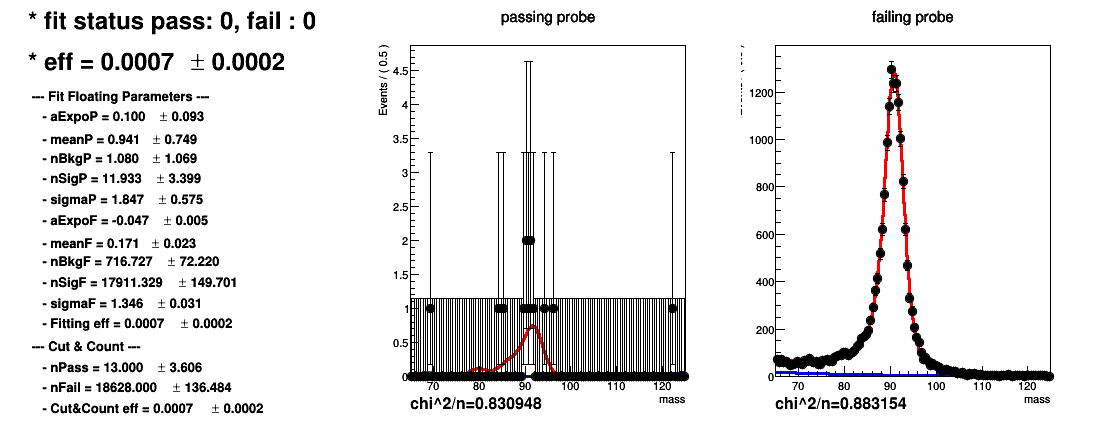 * fit status pass: 0, fail : 0
* eff = 0.0007 ± 0.0002
--- Fit Floating Parameters ---
- aExpoP = 0.100 ± 0.093
- meanP = 0.941 ± 0.749
- nBkgP = 1.080 ± 1.069
- nSigP = 11.933 ± 3.399
- sigmaP = 1.847 ± 0.575
- aExpoF = -0.047 ± 0.005
- meanF = 0.171 ± 0.023
- nBkgF = 716.727 ± 72.220
- nSigF = 17911.329 ± 149.701
- sigmaF = 1.346 ± 0.031
- Fitting eff = 0.0007 ± 0.0002
--- Cut & Count ---
- nPass = 13.000 ± 3.606
- nFail = 18628.000 ± 136.484
- Cut&Count eff = 0.0007 ± 0.0002
passing probe
Events / ( 0.5 )
4.5
4
3.5
3
2.5
2
1.5
1
0.5
0
70 80 90 100 110 120
mass
chi^2/n=0.830948
failing probe
1200
1000
800
600
400
200
0
70 80 90 100 110 120
mass
chi^2/n=0.883154